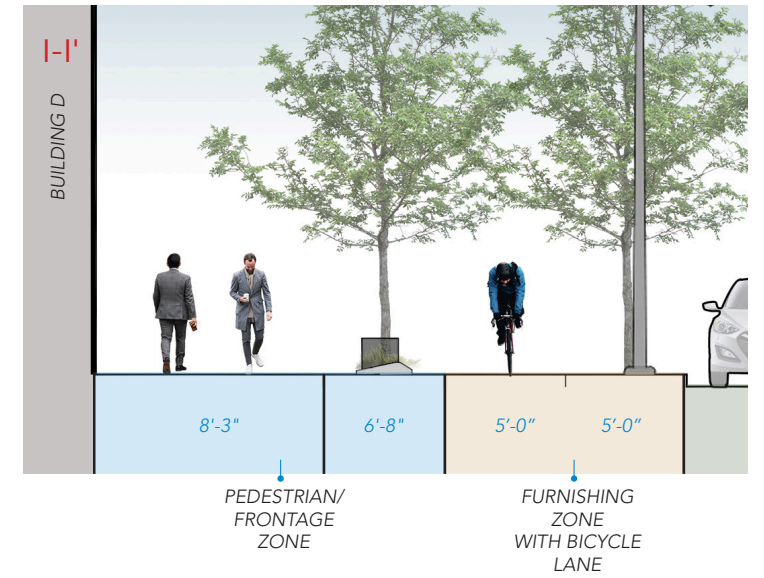 I-I'
BUILDING D
8'-3"
6'-8"
5’-0”
5’-0”
PEDESTRIAN/
FRONTAGE
ZONE
FURNISHING
ZONE
WITH BICYCLE
LANE